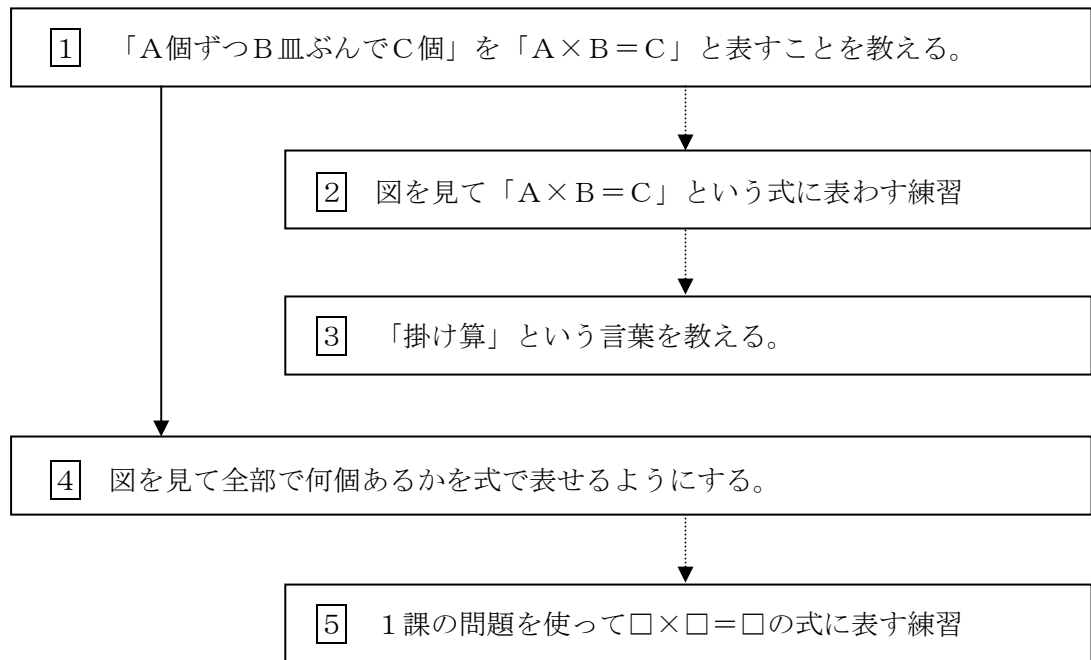 1 「A個ずつB皿ぶんでC個」を「A×B=C」と表すことを教える。
2 図を見て「A×B=C」という式に表わす練習
3 「掛け算」という言葉を教える。
4 図を見て全部で何個あるかを式で表せるようにする。
5 1課の問題を使って□×□=□の式に表す練習